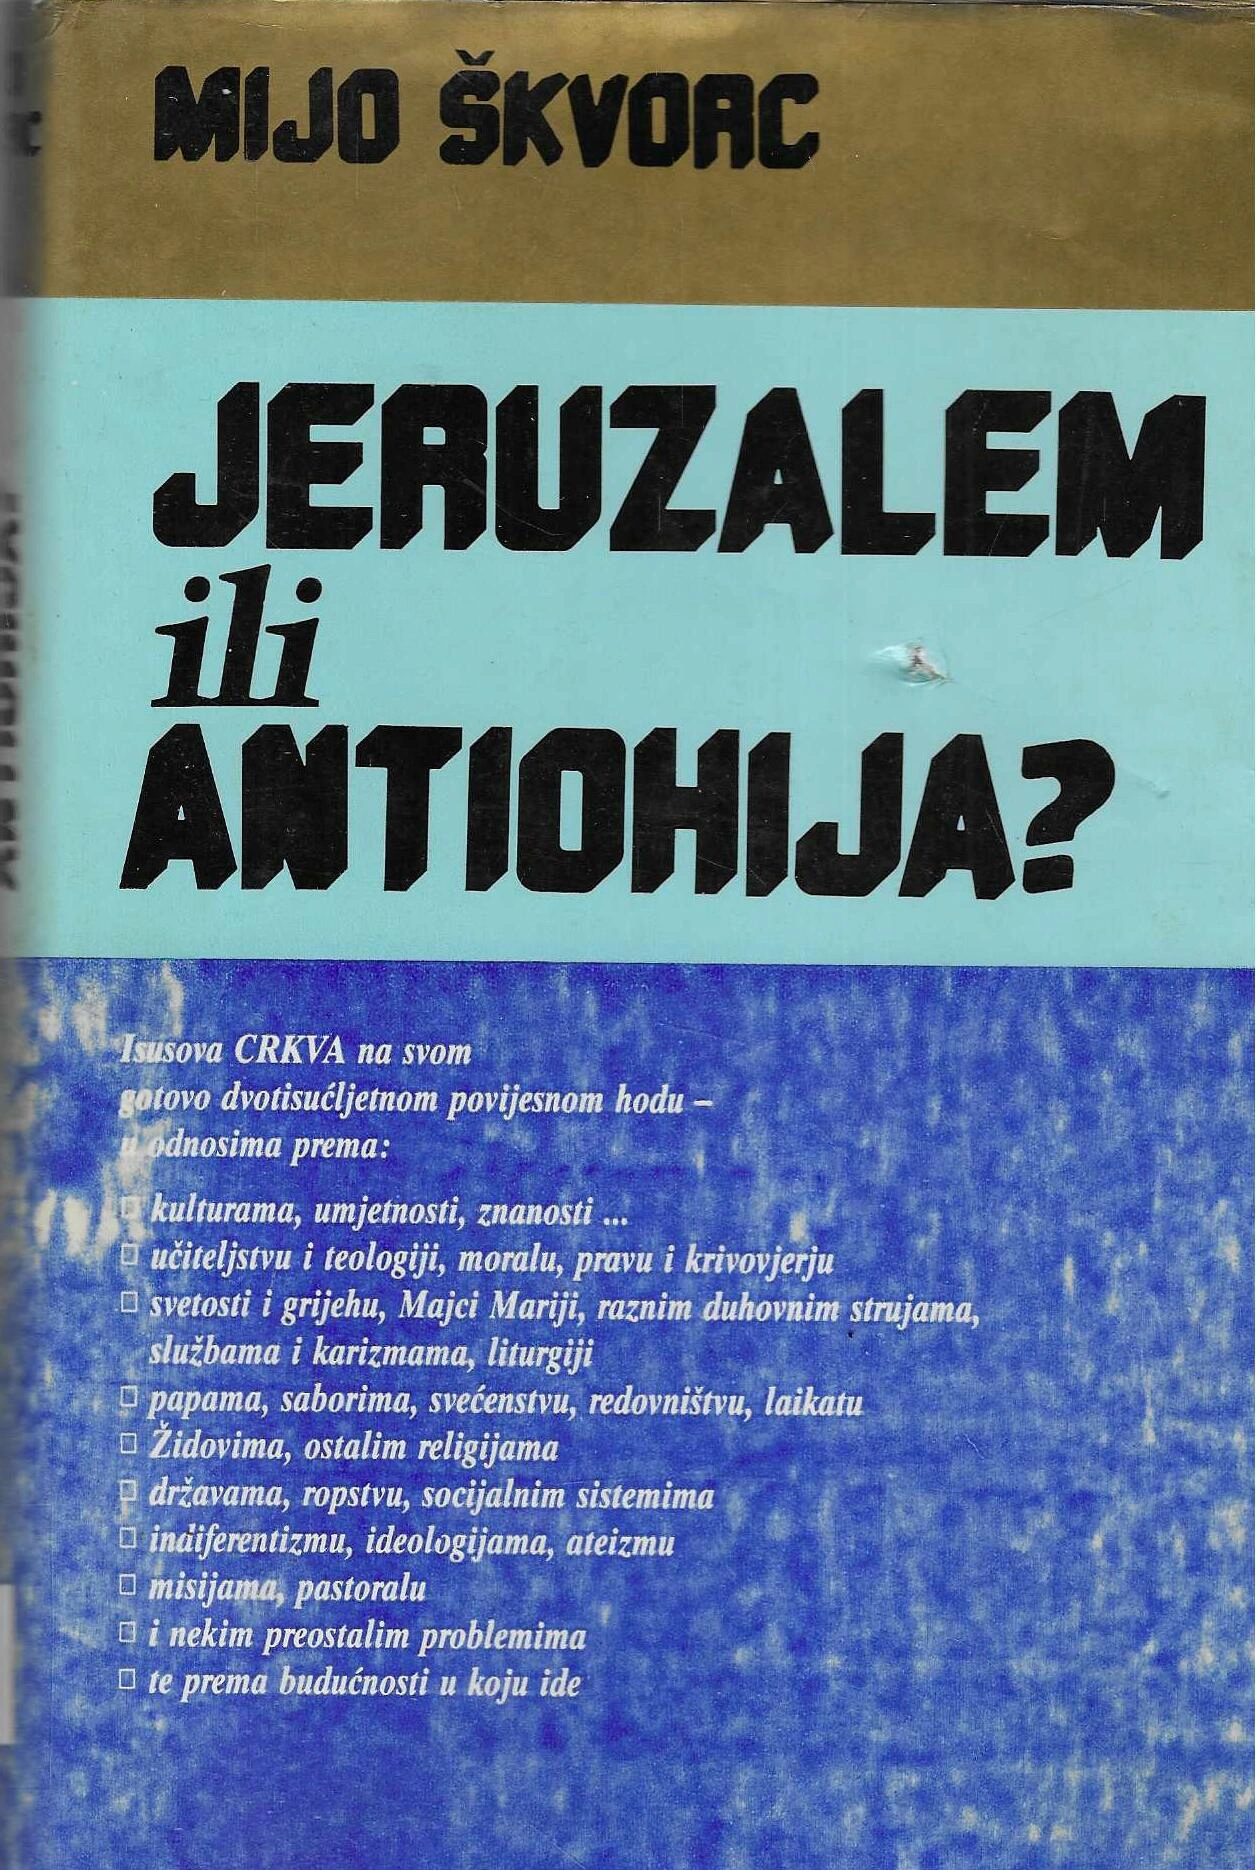 MIJO ŠKVORC
JERUZALEM
ili
ANTIOHIJA?
Isusova CRKVA na svom
gotovo dvotisućljetnom povijesnom hodu –
u odnosima prema:
□ kulturama, umjetnosti, znanosti ...
□ učiteljstvu i teologiji, moralu, pravu i krivovjerju
□ svetosti i grijehu, Majci Mariji, raznim duhovnim strujama,
službama i karizmama, liturgiji
□ papama, saborima, svećenstvu, redovništvu, laikatu
□ Židovima, ostalim religijama
□ državama, ropstvu, socijalnim sistemima
□ indiferentizmu, ideologijama, ateizmu
□ misijama, pastoralu
□ i nekim preostalim problemima
□ te prema budućnosti u koju ide